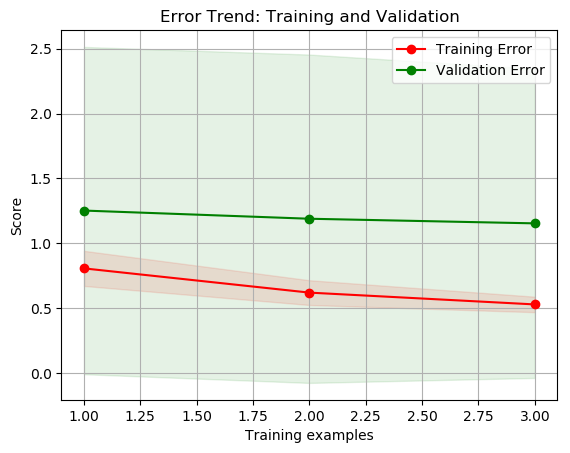 Error Trend: Training and Validation
Training Error
Validation Error
2.5
2.0
1.5
1.0
0.5
0.0
Score
1.00 1.25 1.50 1.75 2.00 2.25 2.50 2.75 3.00
Training examples